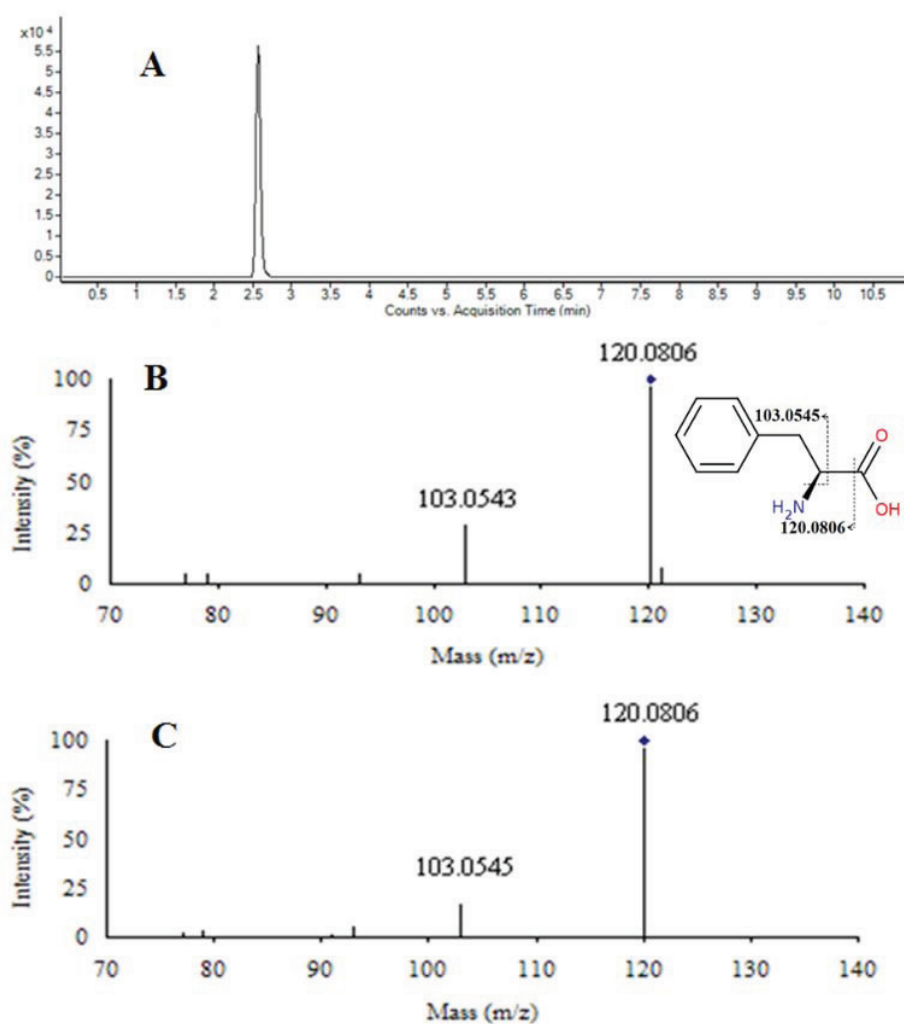 x10 4
A
5.5
5
4.5
4
3.5
3
2.5
2
1.5
1
0.5
0
0.5 1 1.5 2 2.5 3 3.5 4 4.5 5 5.5 6 6.5 7 7.5 8 8.5 9 9.5 10 10.5
Counts vs. Acquisition Time (min)
B
120.0806
103.0543
100
75
50
25
0
Intensity (%)
70 80 90 100 110 120 130 140
Mass (m/z)
103.0545
O
H2N
OH
120.0806
C
120.0806
103.0545
100
75
50
25
0
Intensity (%)
70 80 90 100 110 120 130 140
Mass (m/z)